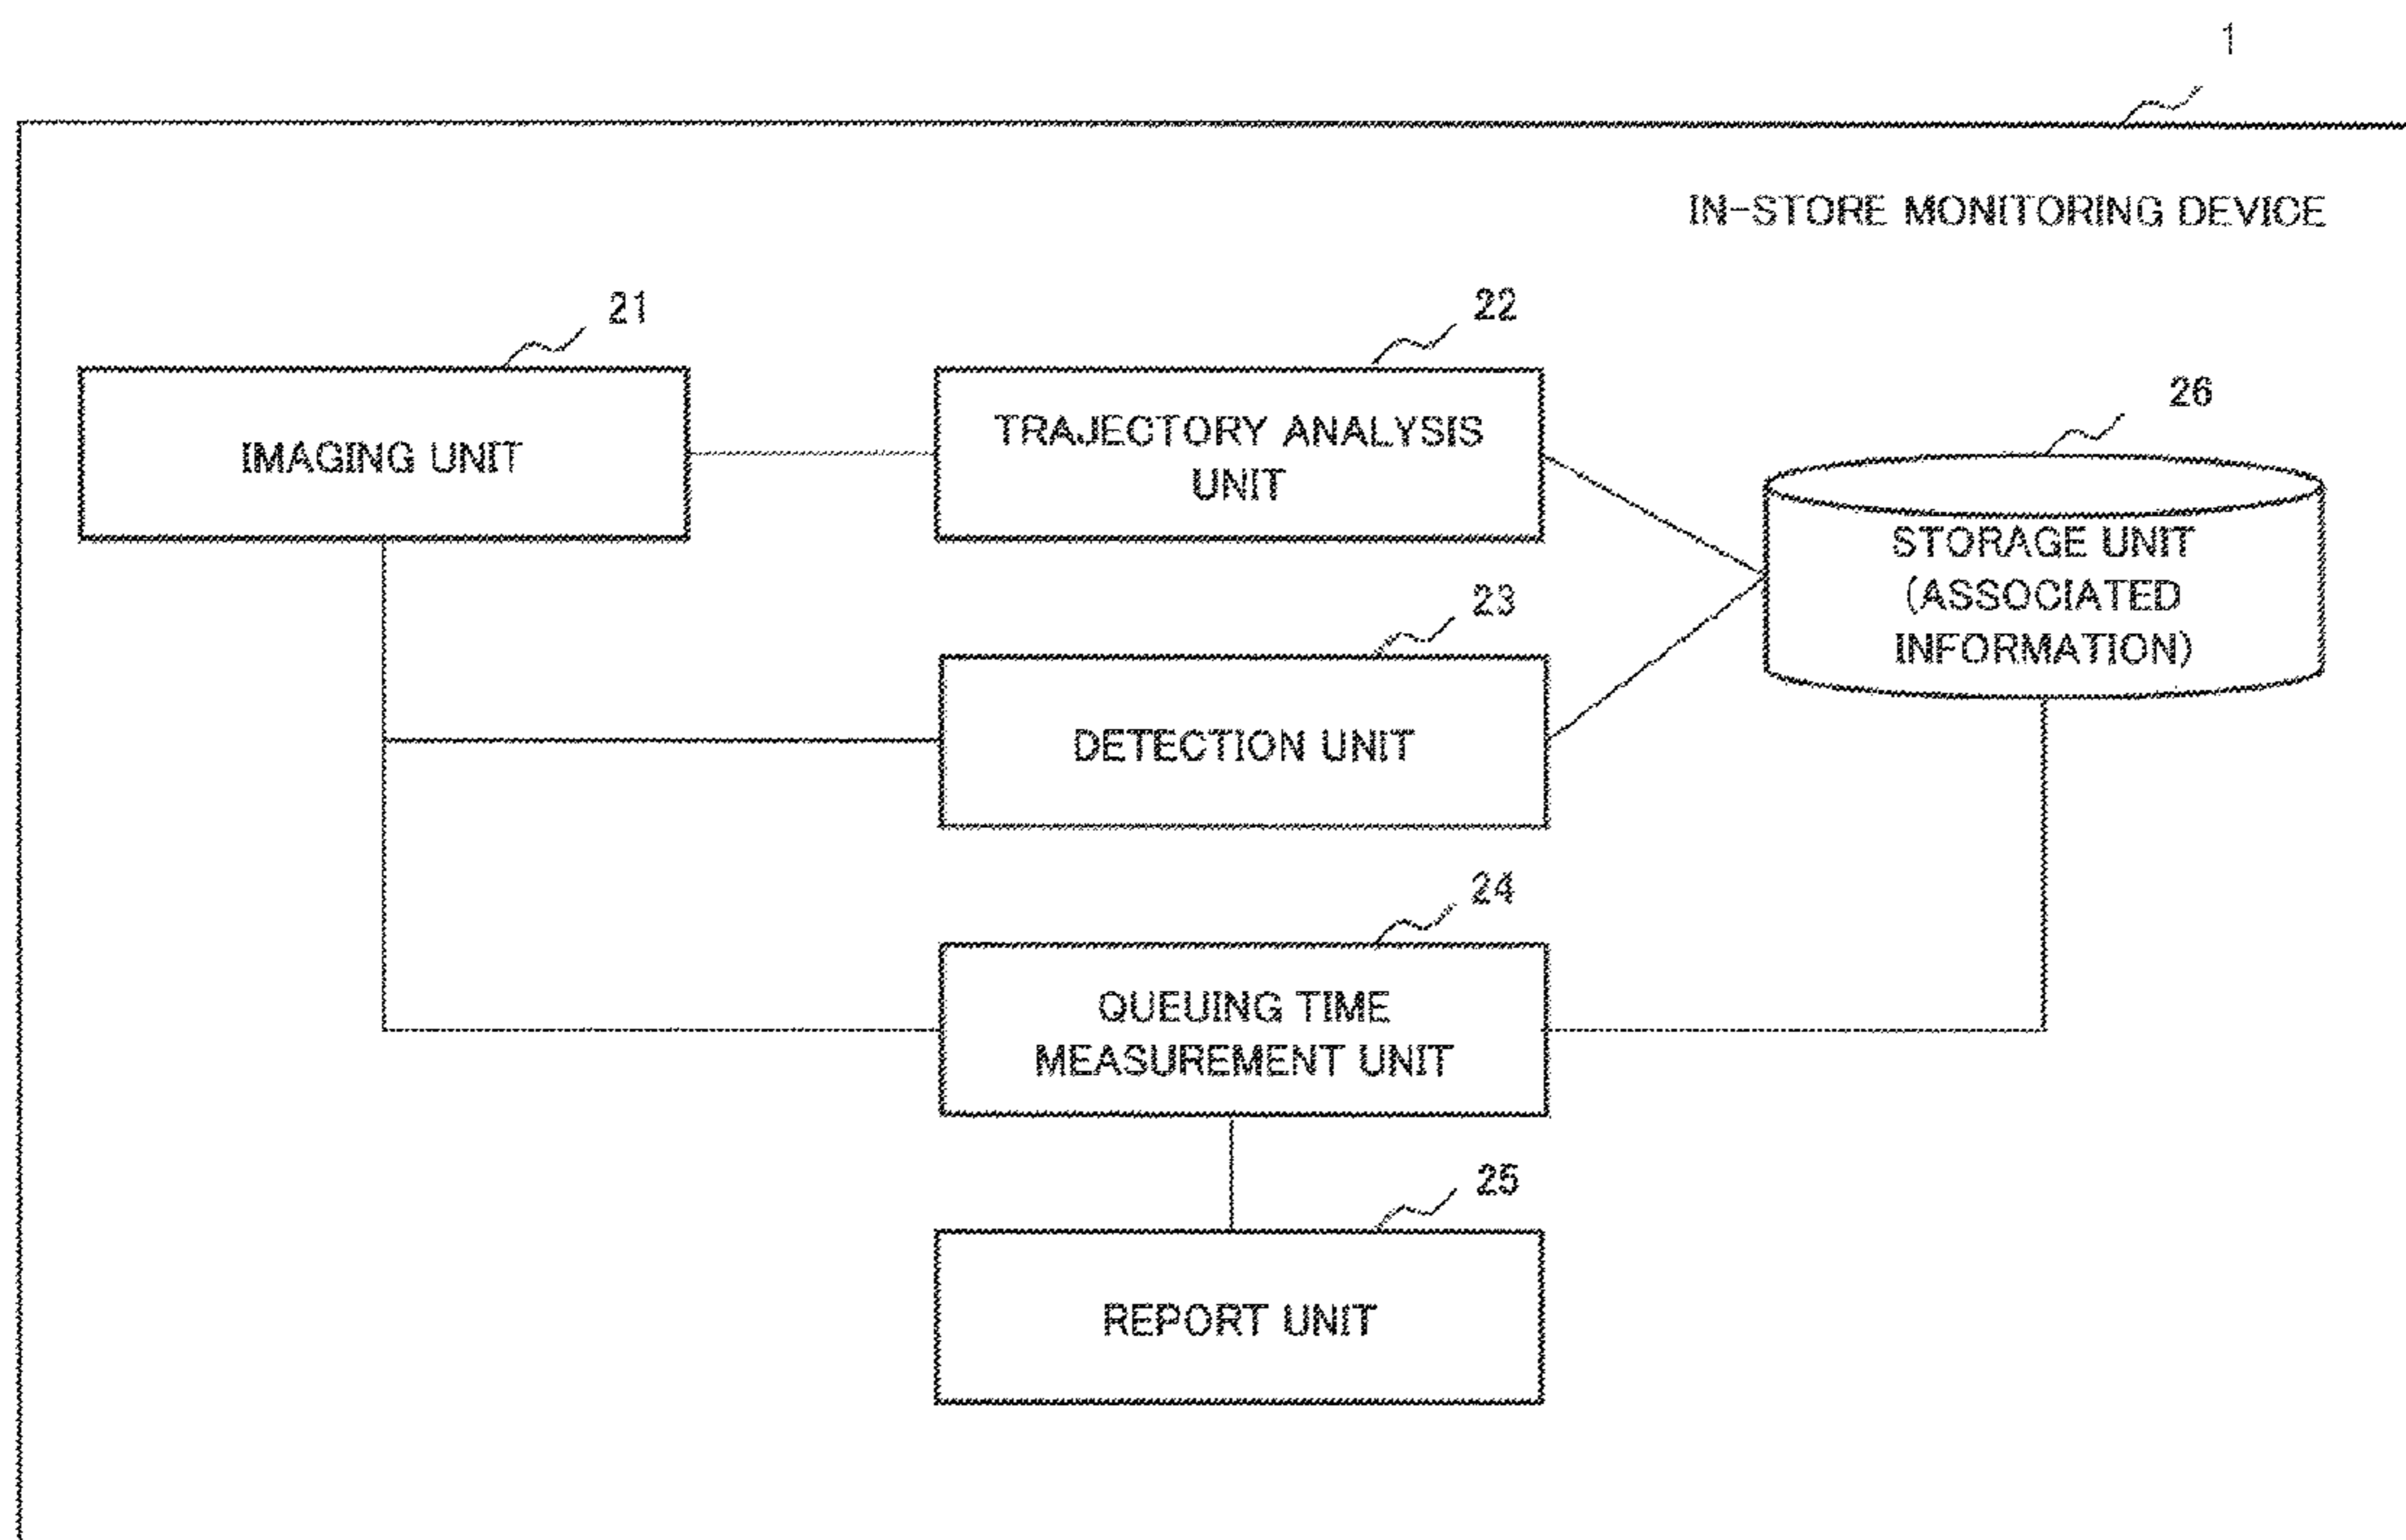 1
IN-STORE MONITORING DEVICE
21
22
26
IMAGING UNIT
TRAJECTORY ANALYSIS
UNIT
STORAGE UNIT
(ASSOCIATED
INFORMATION)
23
DETECTION UNIT
24
QUEUING TIME
MEASUREMENT UNIT
25
REPORT UNIT